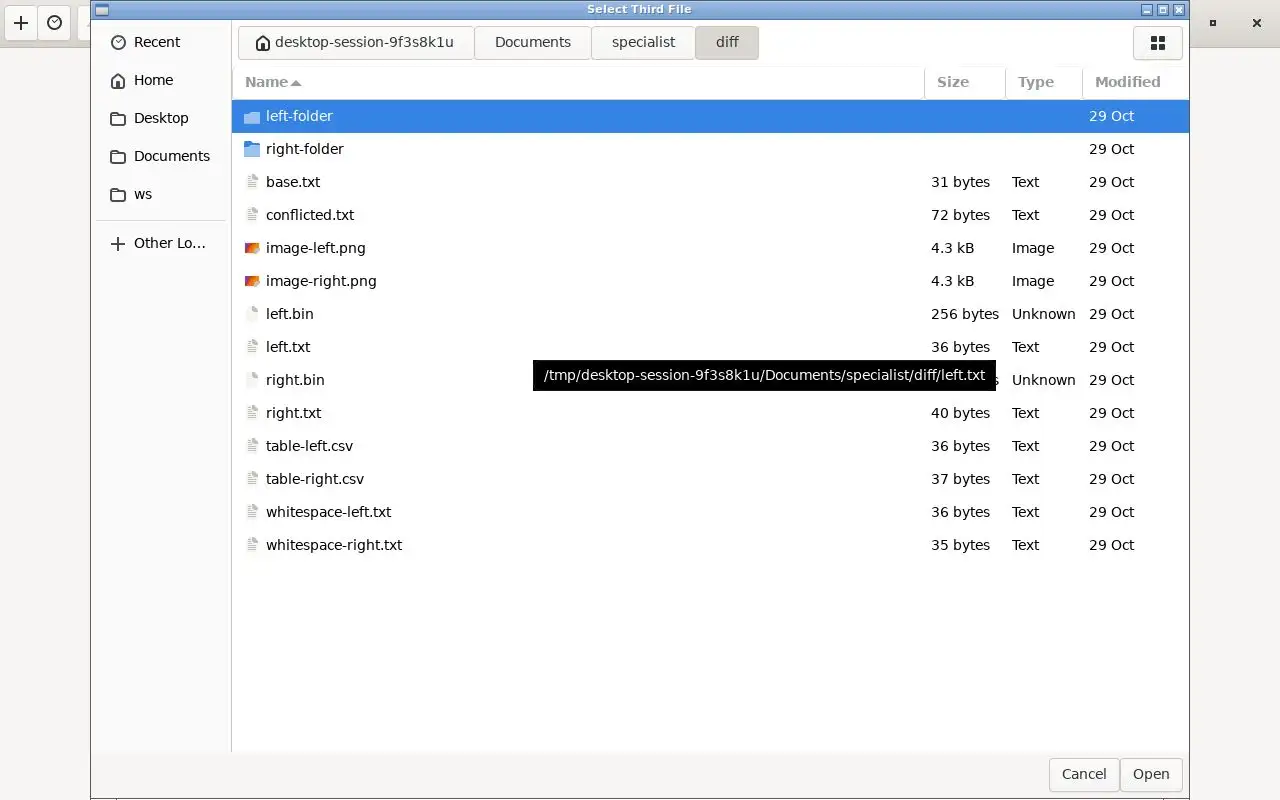 Select Third File
Recent
Home
Desktop
Documents
ws
Other Lo...
desktop-session-9f3s8k1u Documents specialist diff
Name Size Type Modified
left-folder 29 Oct
right-folder 29 Oct
base.txt 31 bytes Text 29 Oct
conflicted.txt 72 bytes Text 29 Oct
image-left.png 4.3 kB Image 29 Oct
image-right.png 4.3 kB Image 29 Oct
left.bin 256 bytes Unknown 29 Oct
left.txt 36 bytes Text 29 Oct
/tmp/desktop-session-9f3s8k1u/Documents/specialist/diff/left.txt
right.bin Unknown 29 Oct
right.txt 40 bytes Text 29 Oct
table-left.csv 36 bytes Text 29 Oct
table-right.csv 37 bytes Text 29 Oct
whitespace-left.txt 36 bytes Text 29 Oct
whitespace-right.txt 35 bytes Text 29 Oct
Cancel Open